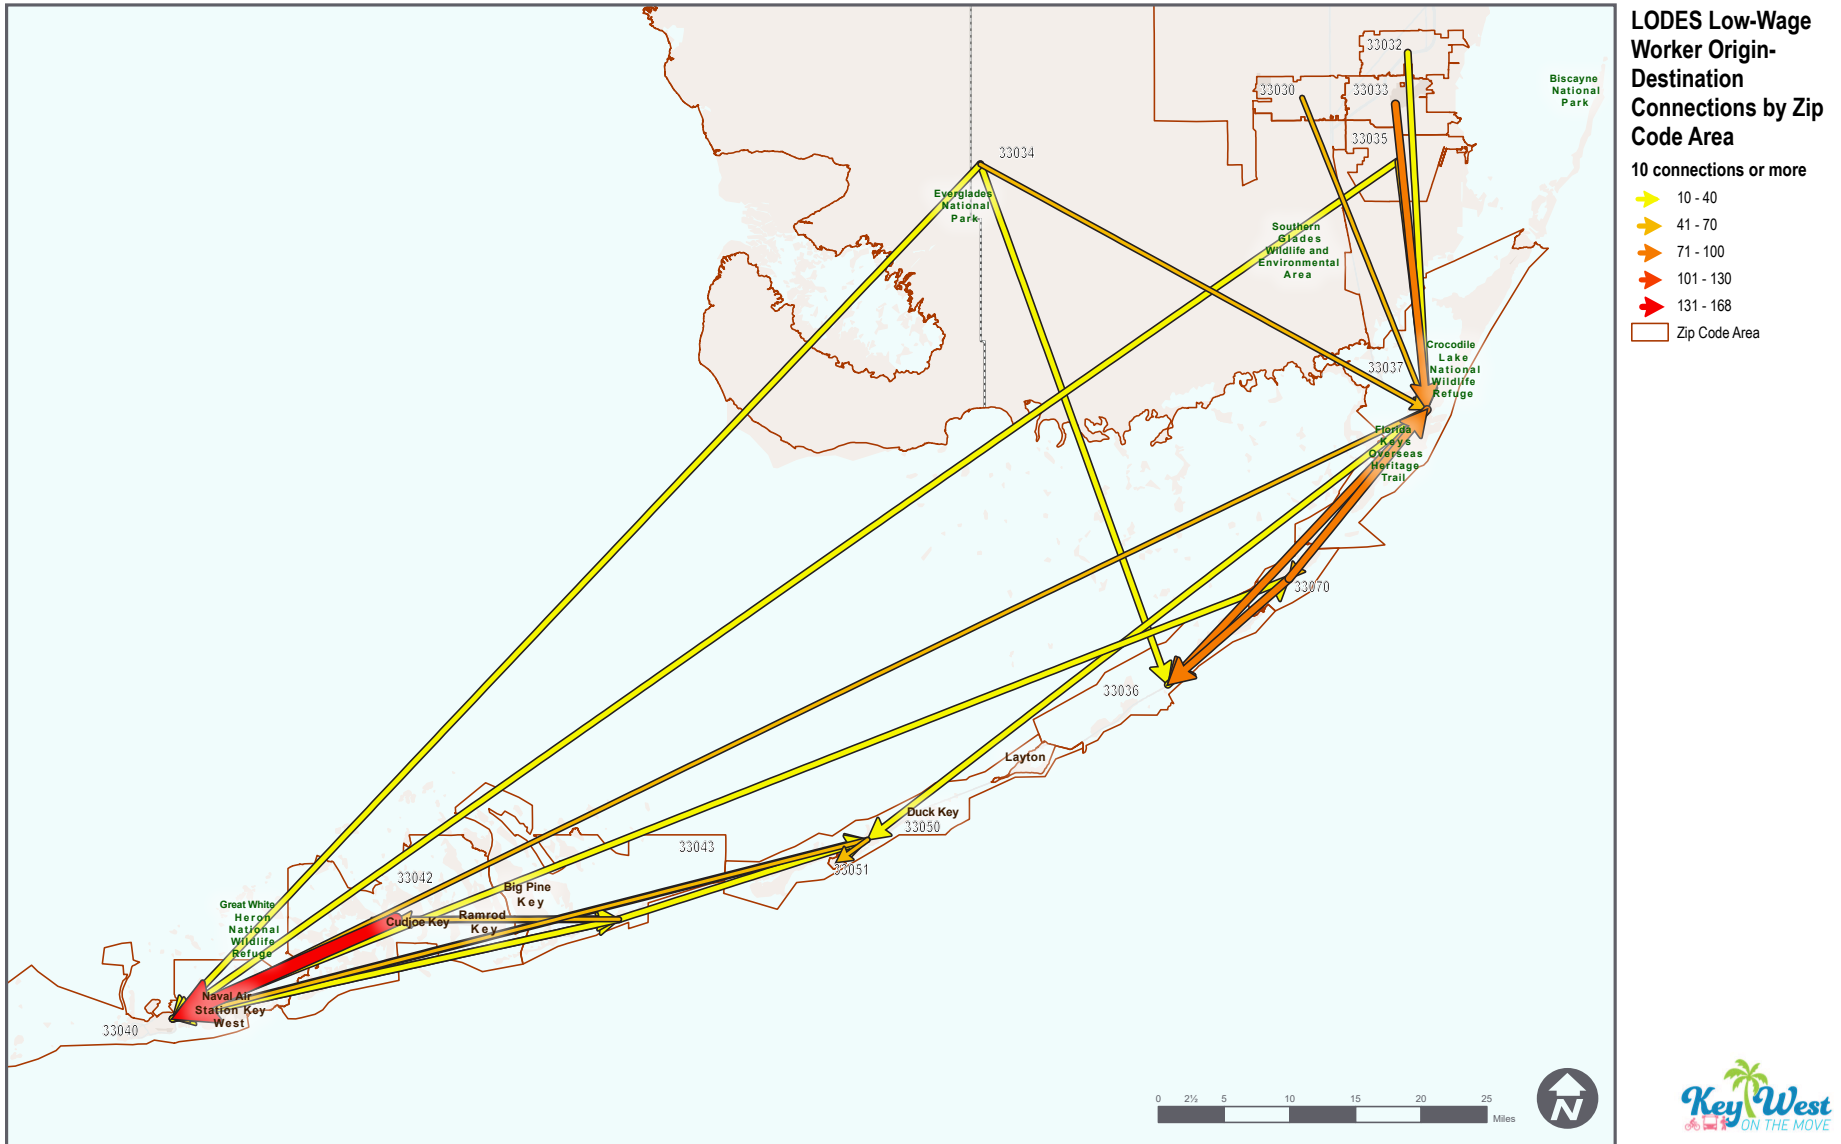 LODES Low-Wage
Worker Origin-
Destination
Connections by Zip
Code Area
10 connections or more
10 - 40
41 - 70
71 - 100
101 - 130
131 - 168
Zip Code Area
33032
33030
33033
33035
Biscayne
National
Park
33034
Everglades
National
Park
Southern
Glades
Wildlife and
Environmental
Area
33037
Crocodile
Lake
National
Wildlife
Refuge
Florida
Keys
Overseas
Heritage
Trail
33070
33036
Layton
Duck Key
33050
33051
33043
33042
Big Pine
Key
Ramrod
Key
Cudjoe Key
Great White
Heron
National
Wildlife
Refuge
Naval Air
Station Key
West
33040
0 2½ 5 10 15 20 25
Miles
N
Key West
ON THE MOVE